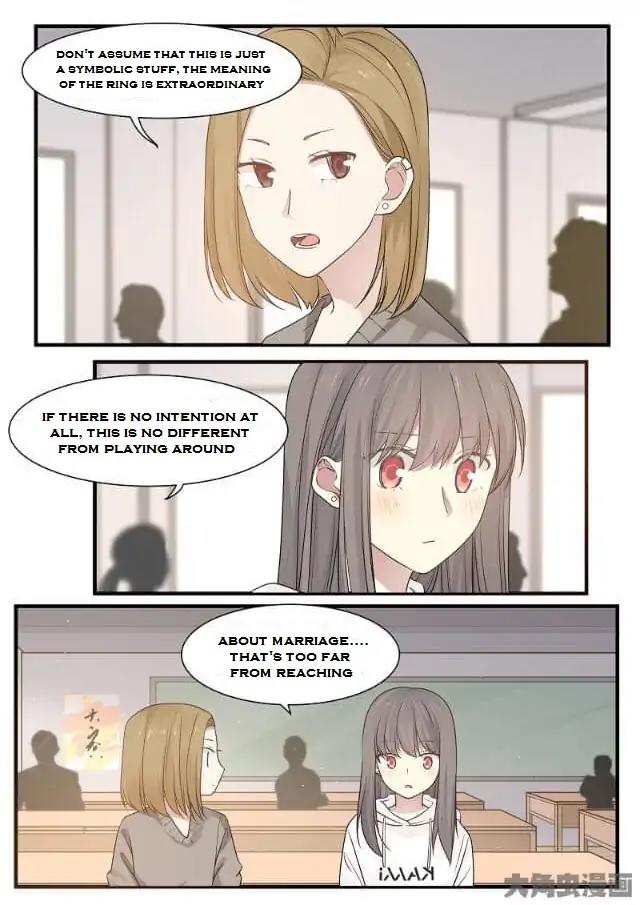 DON'T ASSUME THAT THIS IS JUST
A SYMBOLIC STUFF, THE MEANING
OF THE RING IS EXTRAORDINARY
IF THERE IS NO INTENTION AT
ALL, THIS IS NO DIFFERENT
FROM PLAYING AROUND
ABOUT MARRIAGE....
THAT'S TOO FAR
FROM REACHING
大角虫漫画